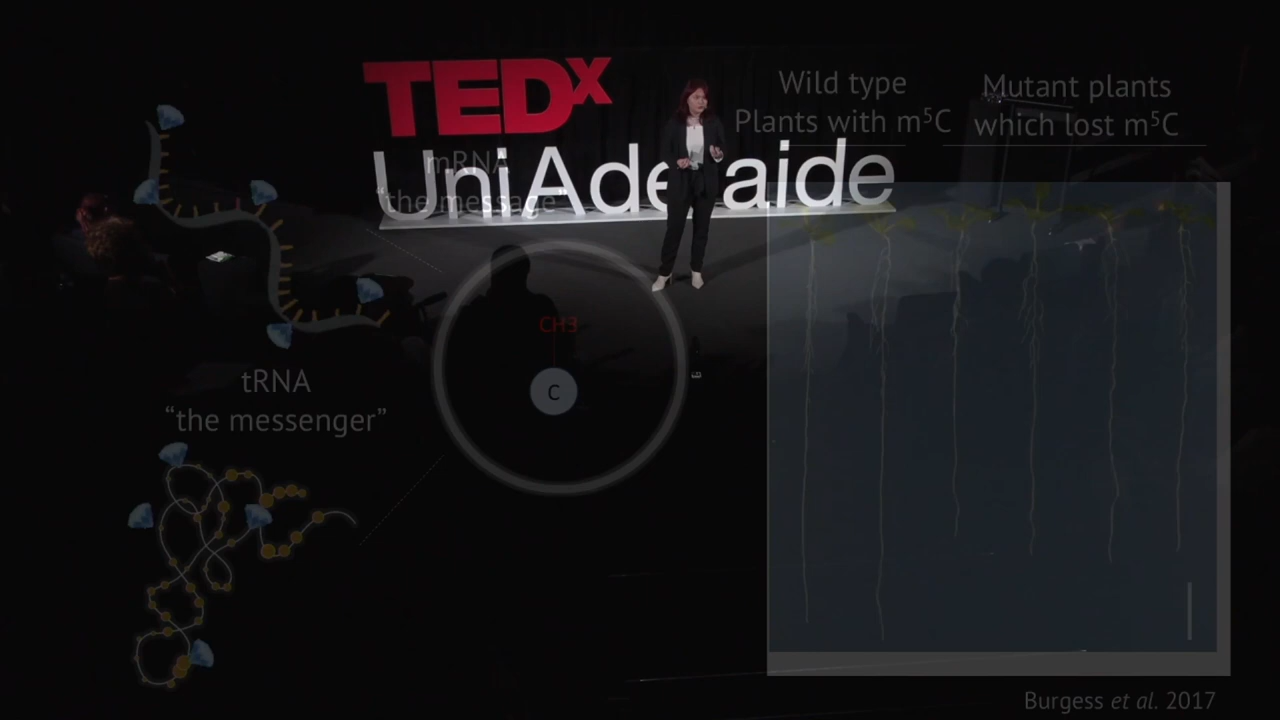 TEDx
UniAdelaide
mRNA
“the message”
tRNA
“the messenger”
CH3
C
Wild type
Plants with m⁵C
Mutant plants
which lost m⁵C
Burgess et al. 2017